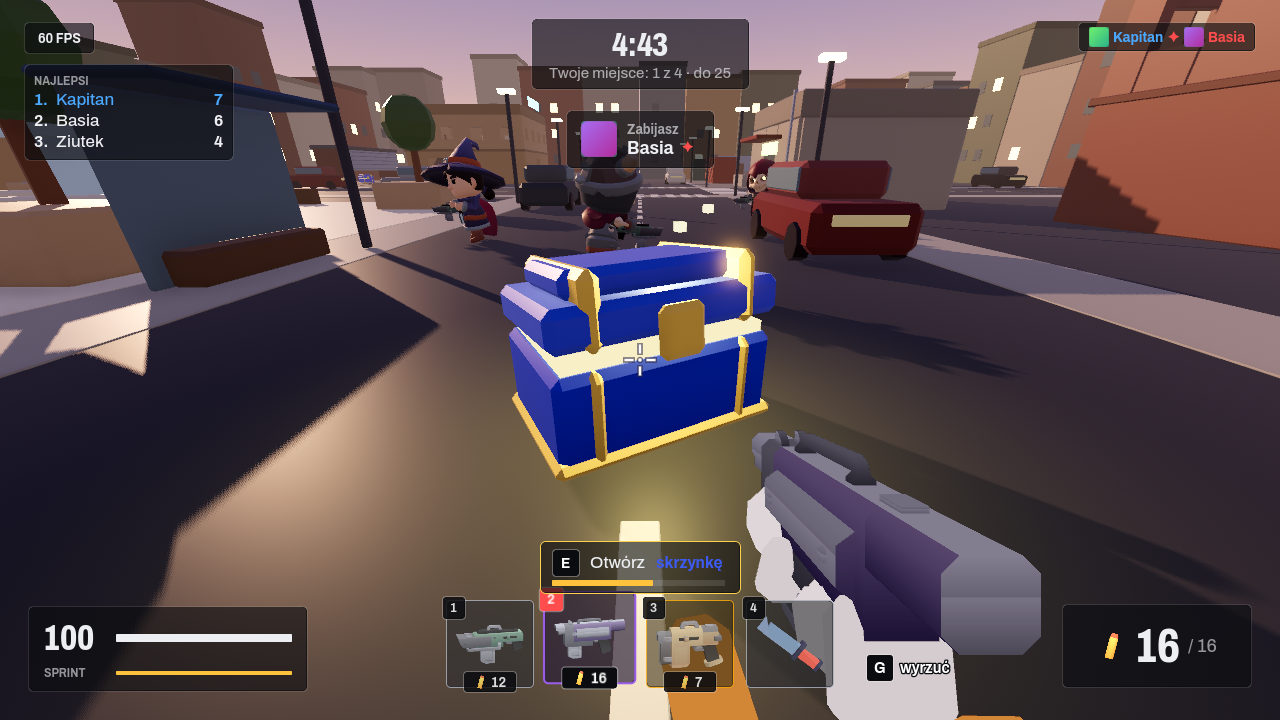 60 FPS
NAJLEPSI
1. Kapitan 7
2. Basia 6
3. Ziutek 4
4:43
Twoje miejsce: 1 z 4 · do 25
Zabijasz
Basia
Kapitan Basia
E Otwórz skrzynkę
100
SPRINT
1
12
2
16
3
7
4
G wyrzuć
16 / 16